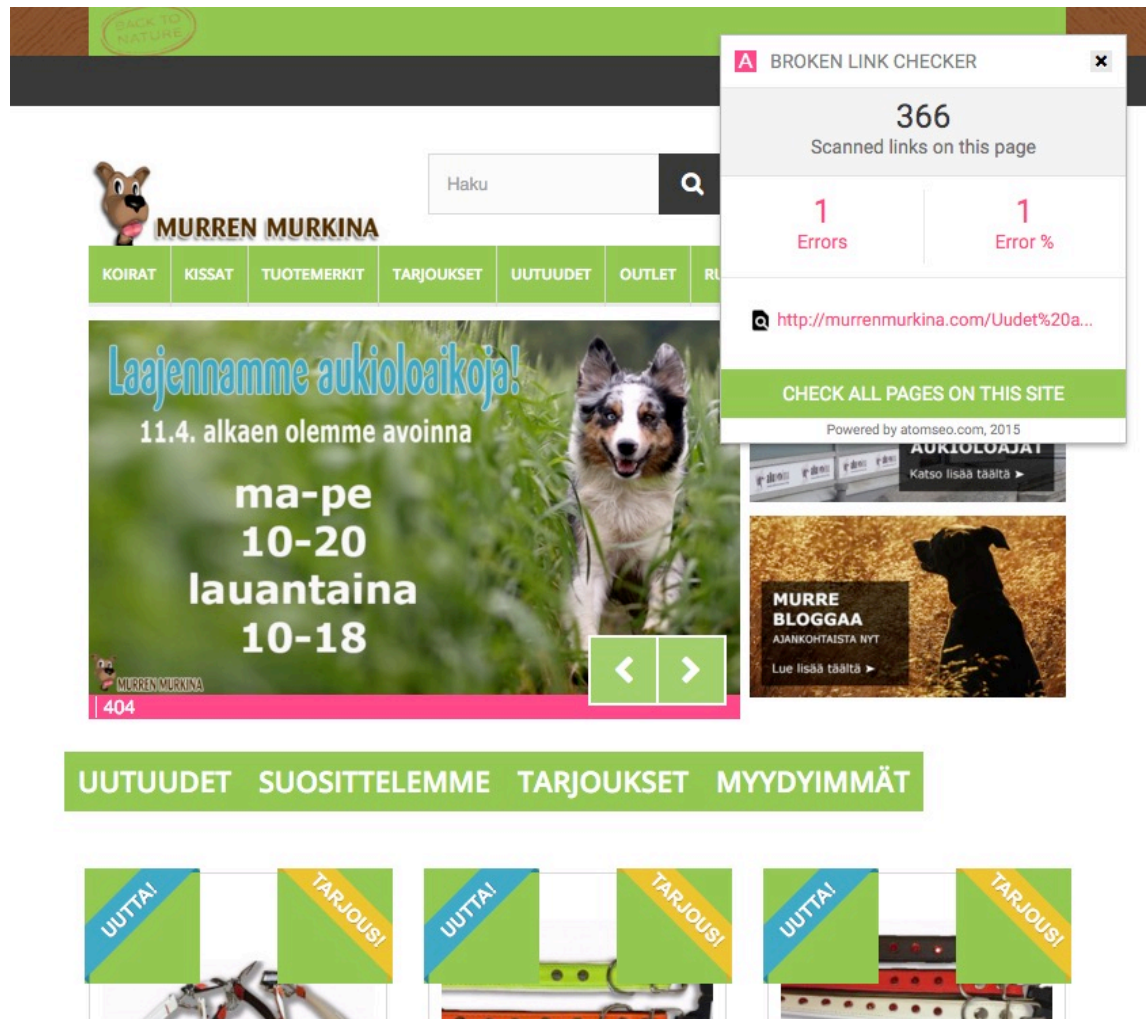 BACK TO
NATURE
A BROKEN LINK CHECKER
366
Scanned links on this page
1
Errors
1
Error %
http://murrenmurkina.com/Uudet%20a...
CHECK ALL PAGES ON THIS SITE
Powered by atomseo.com, 2015
Haku
MURREN MURKINA
KOIRAT KISSAT TUOTEMERKIT TARJOUKSET UUTUUDET OUTLET
Laajennamme aukioloaikoja!
11.4. alkaen olemme avoinna
ma-pe
10-20
lauantaina
10-18
MURREN MURKINA
404
AUKIOLOAJAT
Katso lisää täältä ➤
MURRE
BLOGGAA
AJANKOHTAISTA NYT
Lue lisää täältä ➤
UUTUUDET SUOSITTELEMME TARJOUKSET MYYDYIMMÄT
UUTTA!
TARJOUS!
UUTTA!
TARJOUS!
UUTTA!
TARJOUS!